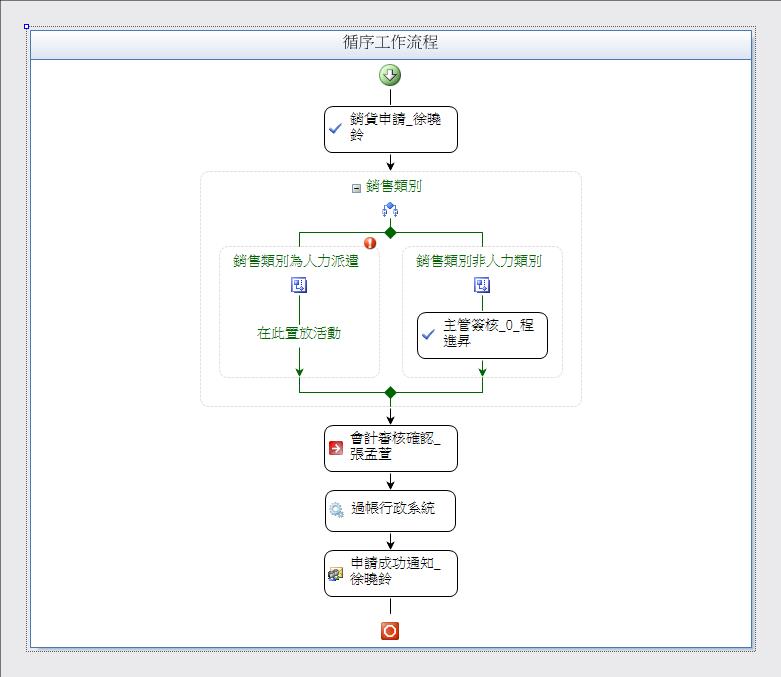 循序工作流程
銷貨申請_徐曉
鈴
銷售類別
銷售類別為人力派遣
銷售類別非人力類別
在此置放活動
主管簽核_0_程
進昇
會計審核確認_
張孟萱
過帳行政系統
申請成功通知_
徐曉鈴